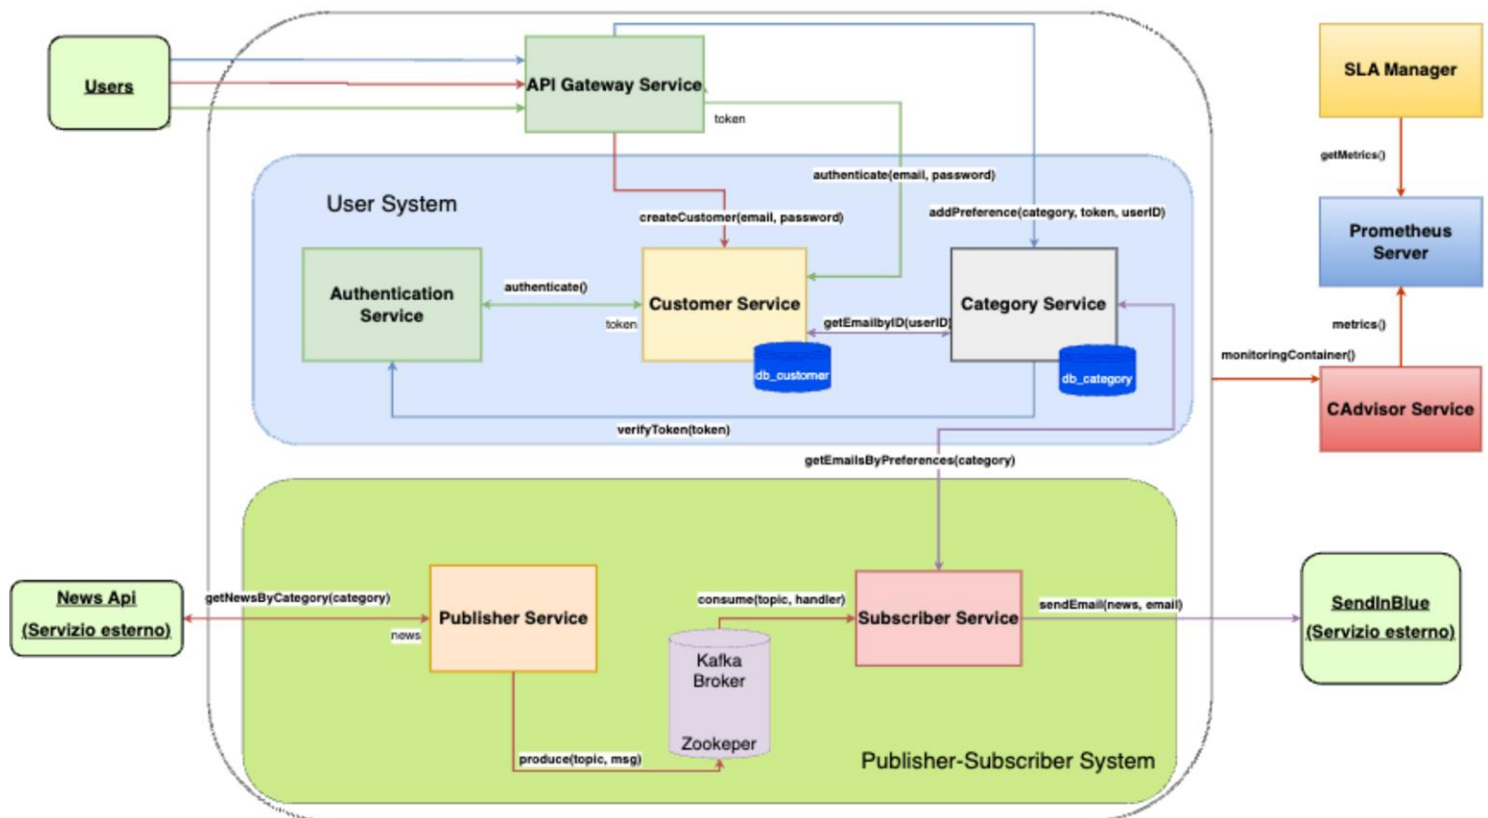 Users
API Gateway Service
token
SLA Manager
getMetrics()
authenticate(email, password)
User System
createCustomer(email, password)
addPreference(category, token, userID)
Prometheus
Server
Authentication
Service
authenticate()
token
Customer Service
db_customer
getEmailbyID(userID)
Category Service
db_category
metrics()
monitoringContainer()
CAdvisor Service
verifyToken(token)
getEmailsByPreferences(category)
News Api
(Servizio esterno)
getNewsByCategory(category)
news
Publisher Service
consume(topic, handler)
Kafka
Broker
Zookeper
Subscriber Service
sendEmail(news, email)
SendInBlue
(Servizio esterno)
produce(topic, msg)
Publisher-Subscriber System